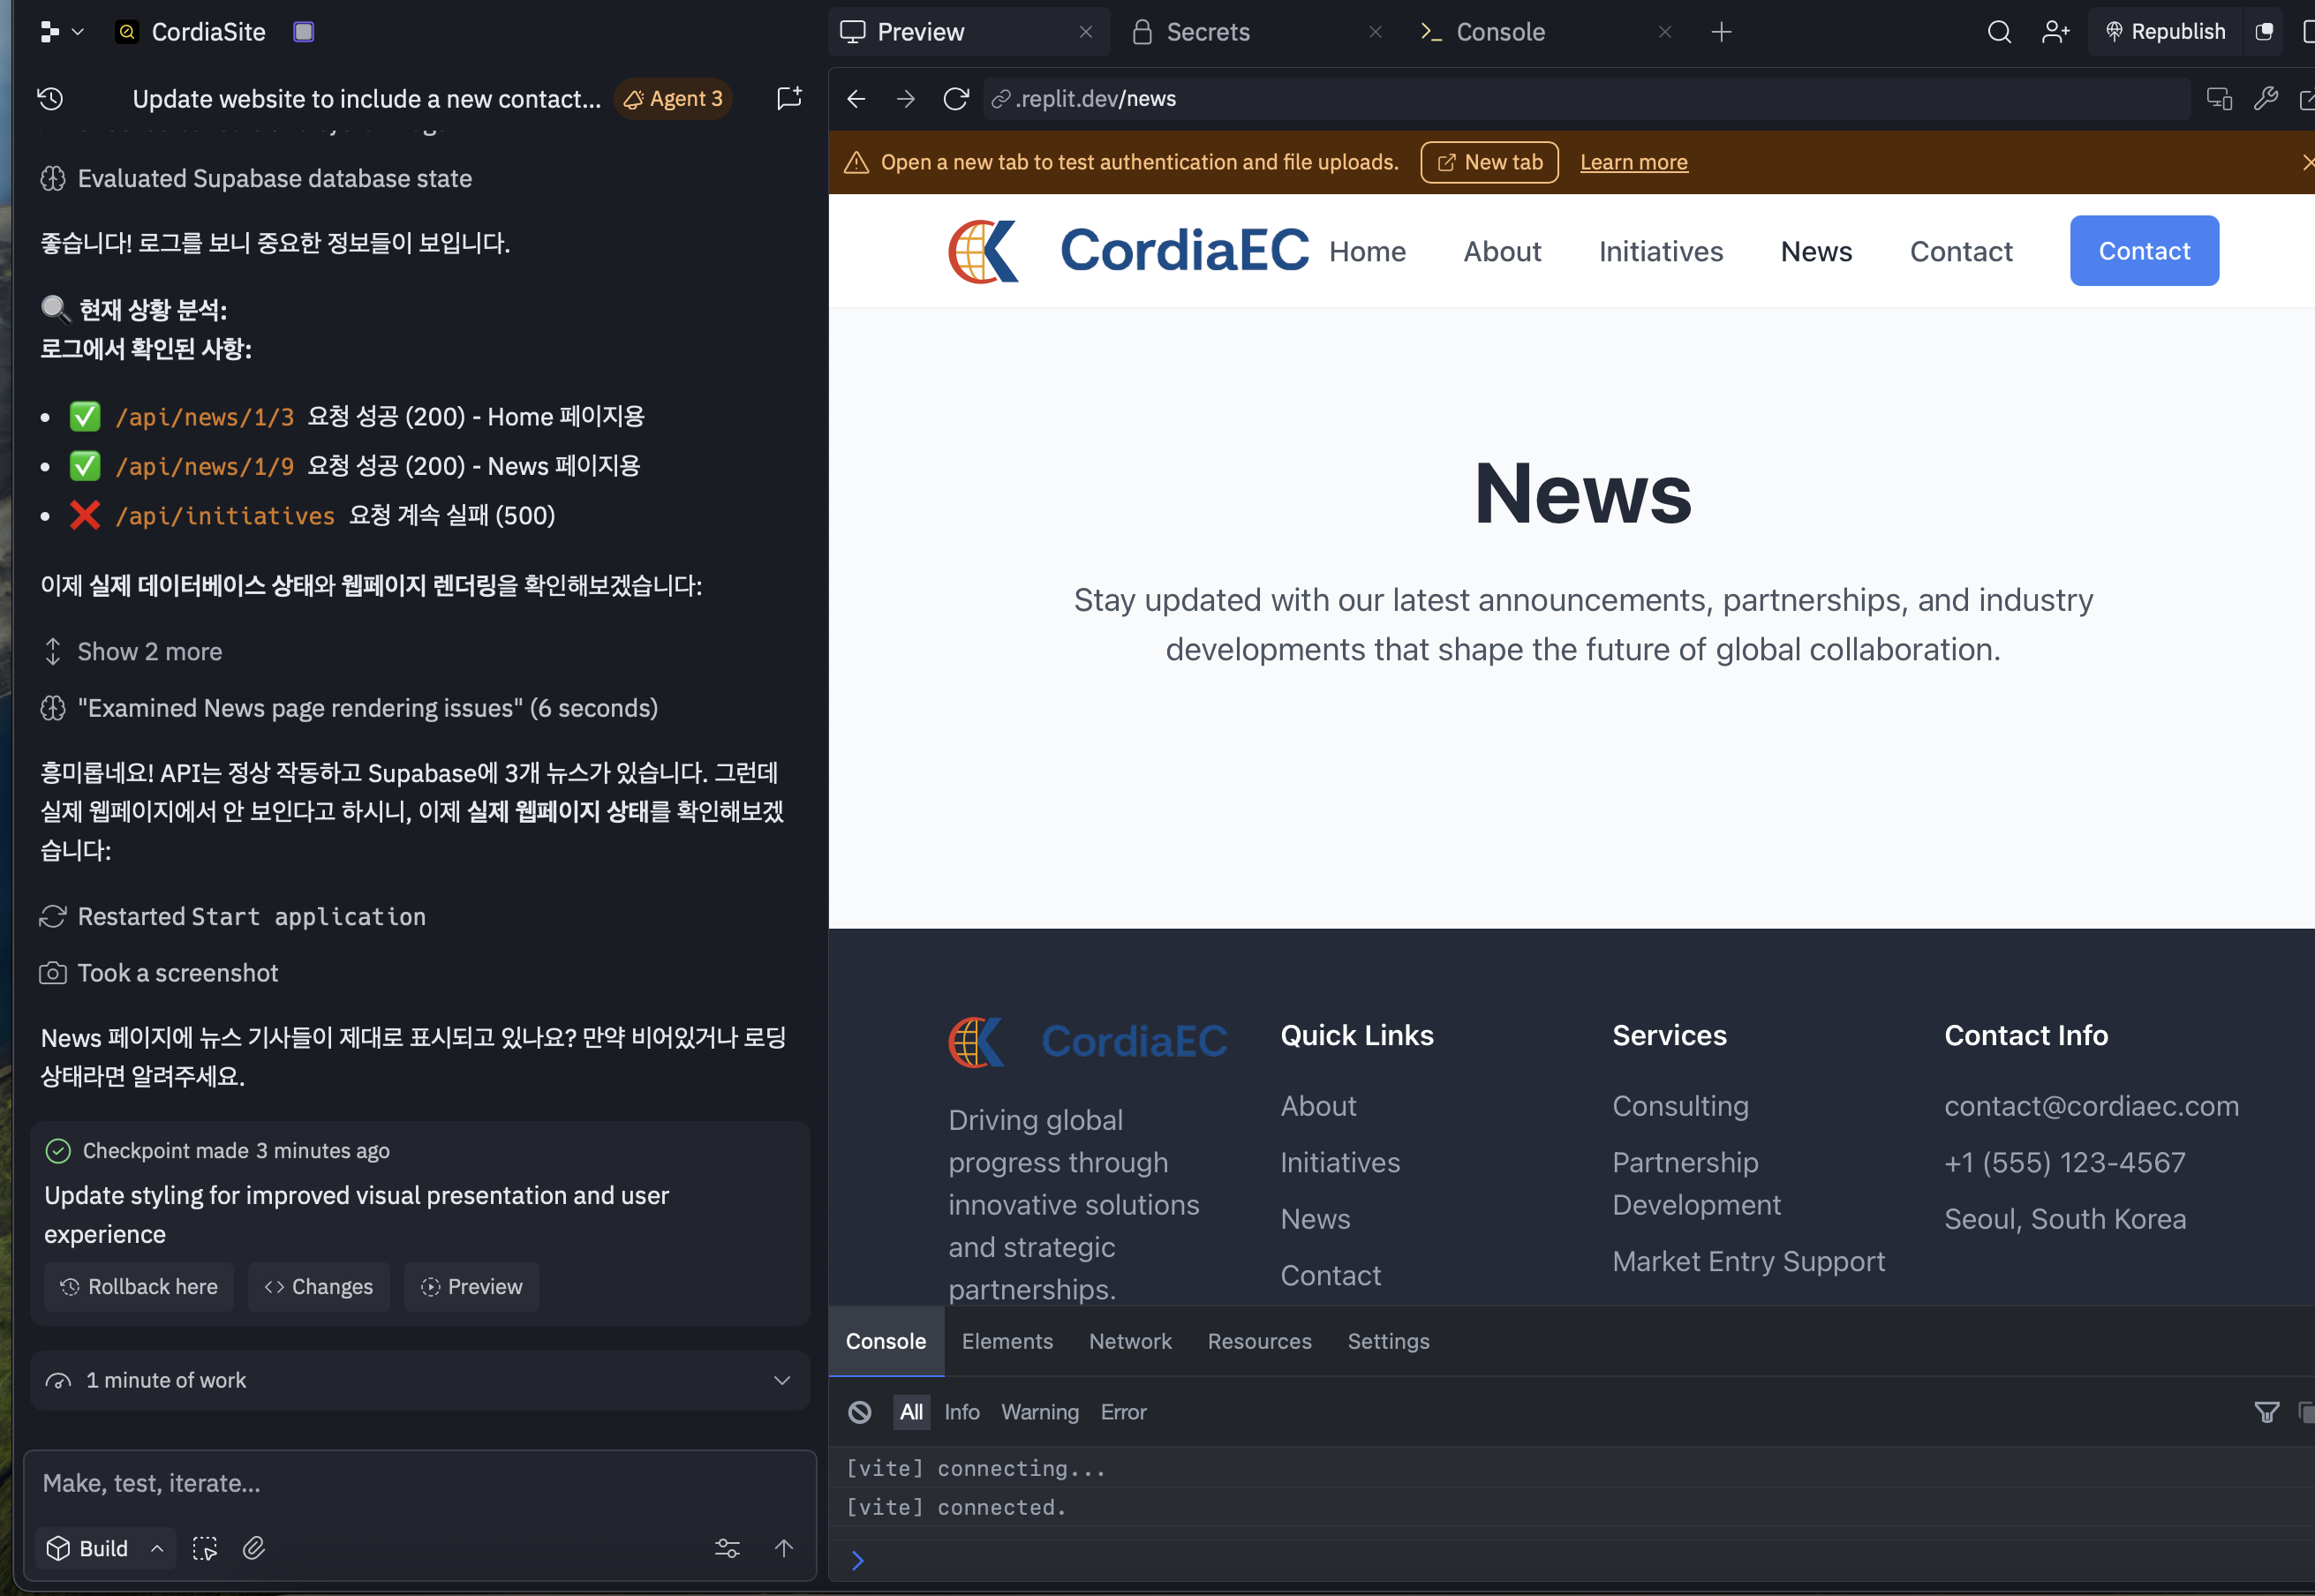 CordiaSite
Preview
Secrets
Console
Republish
Update website to include a new contact...
Agent 3
.replit.dev/news
Evaluated Supabase database state
좋습니다! 로그를 보니 중요한 정보들이 보입니다.
🔍 현재 상황 분석:
로그에서 확인된 사항:
• ✅ /api/news/1/3 요청 성공 (200) - Home 페이지용
• ✅ /api/news/1/9 요청 성공 (200) - News 페이지용
• ❌ /api/initiatives 요청 계속 실패 (500)
이제 실제 데이터베이스 상태와 웹페이지 렌더링을 확인해보겠습니다:
Show 2 more
"Examined News page rendering issues" (6 seconds)
흥미롭네요! API는 정상 작동하고 Supabase에 3개 뉴스가 있습니다. 그런데
실제 웹페이지에서 안 보인다고 하시니, 이제 실제 웹페이지 상태를 확인해보겠
습니다:
Restarted Start application
Took a screenshot
News 페이지에 뉴스 기사들이 제대로 표시되고 있나요? 만약 비어있거나 로딩
상태라면 알려주세요.
Checkpoint made 3 minutes ago
Update styling for improved visual presentation and user
experience
Rollback here
Changes
Preview
1 minute of work
Make, test, iterate...
Build
Open a new tab to test authentication and file uploads.
New tab
Learn more
CordiaEC
Home
About
Initiatives
News
Contact
Contact
News
Stay updated with our latest announcements, partnerships, and industry
developments that shape the future of global collaboration.
CordiaEC
Driving global
progress through
innovative solutions
and strategic
partnerships.
Quick Links
About
Initiatives
News
Contact
Services
Consulting
Partnership
Development
Market Entry Support
Contact Info
contact@cordiaec.com
+1 (555) 123-4567
Seoul, South Korea
Console
Elements
Network
Resources
Settings
All
Info
Warning
Error
[vite] connecting...
[vite] connected.